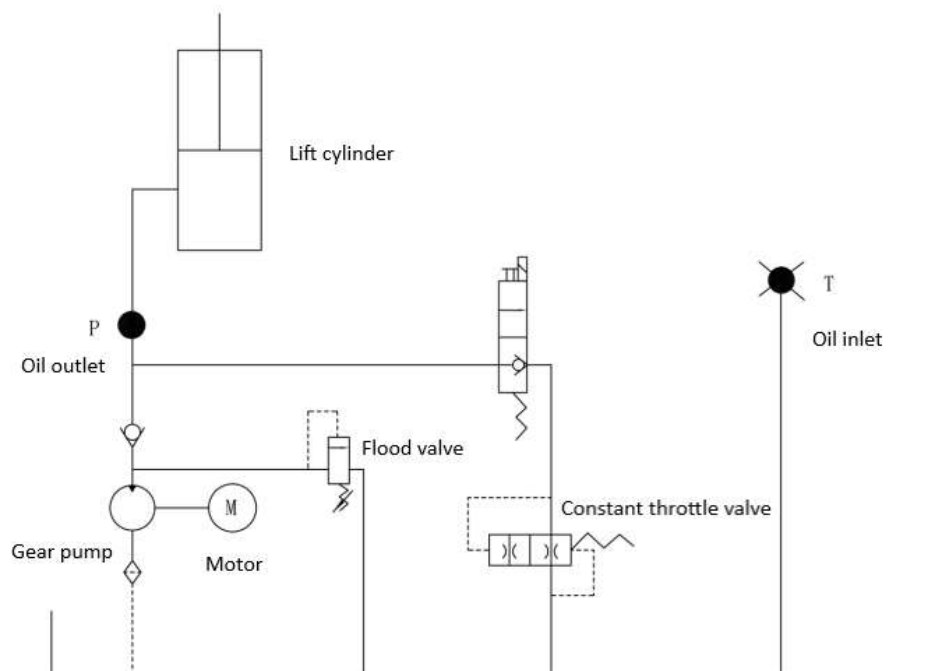 Lift cylinder
P
T
Oil outlet
Oil inlet
Flood valve
M
Constant throttle valve
Gear pump
Motor